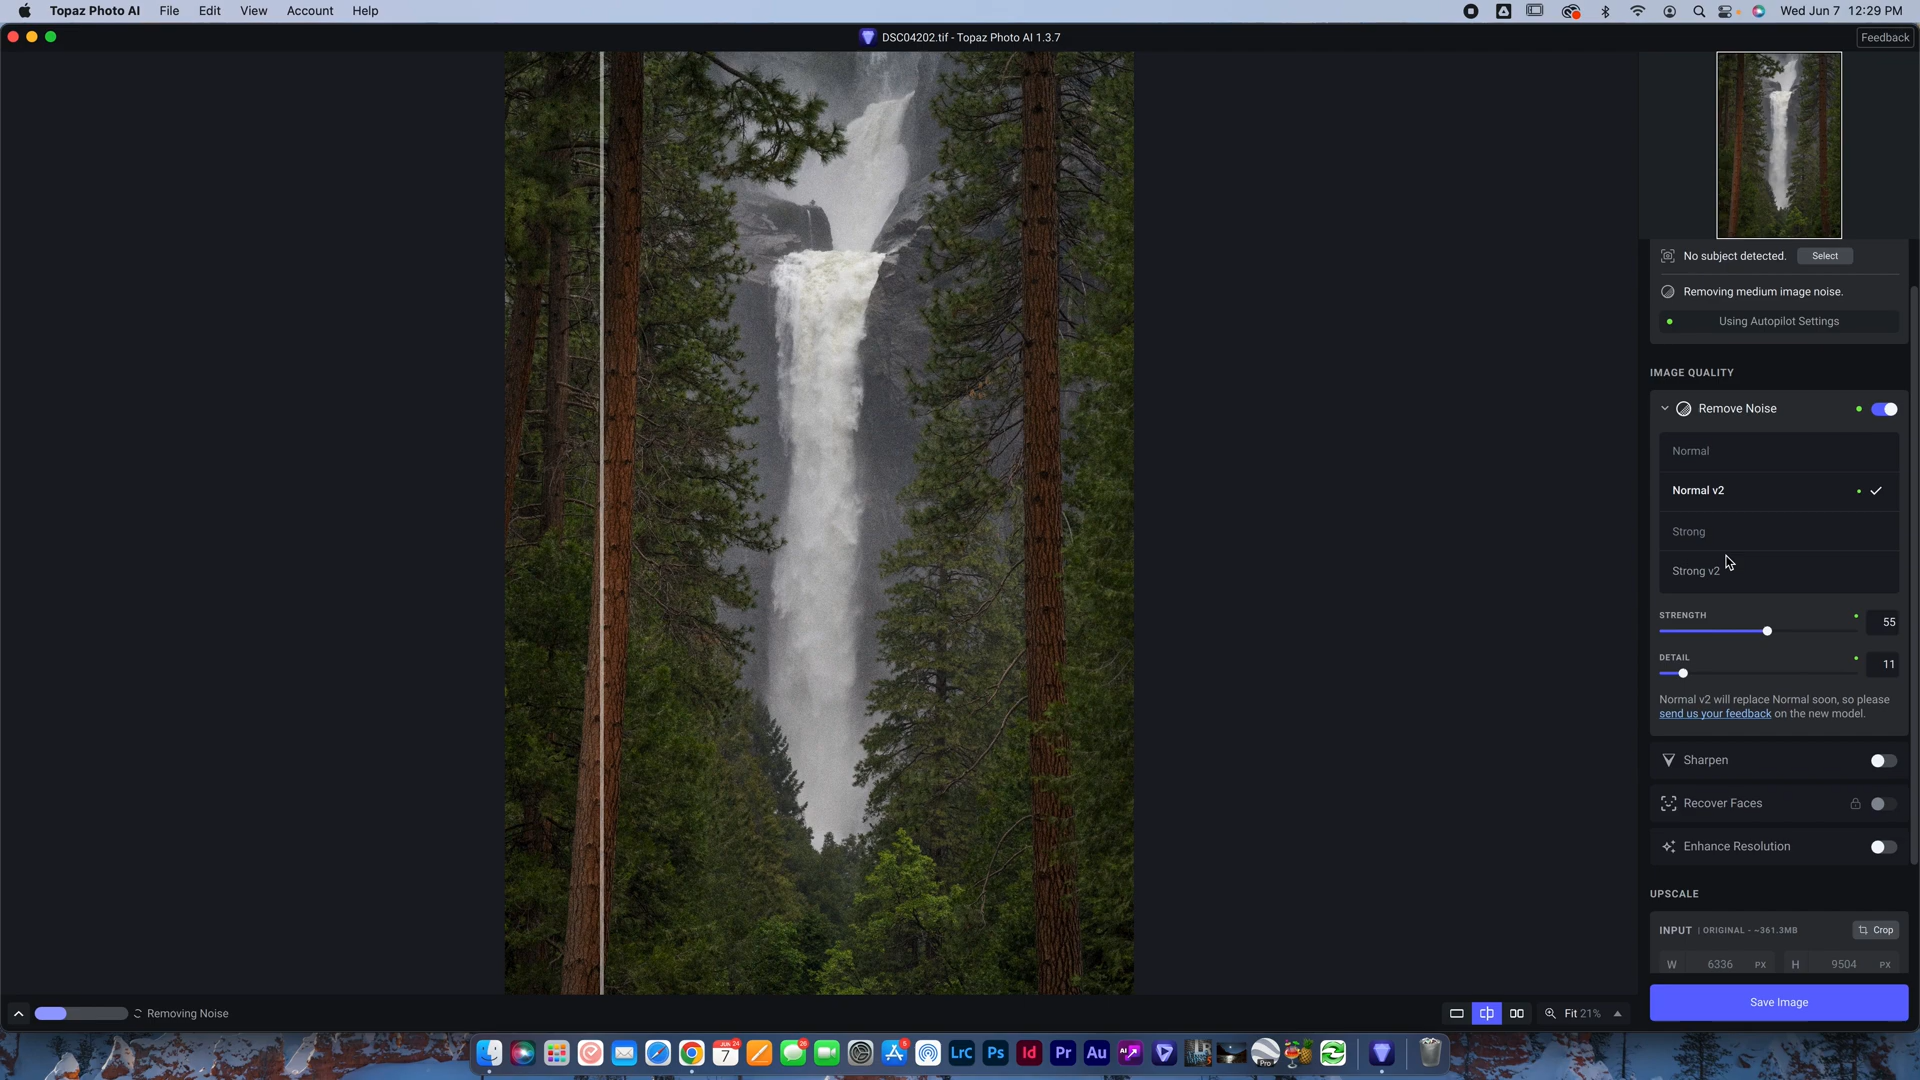 Topaz Photo AI File Edit View Account Help
Wed Jun 7 12:29 PM
DSC04202.tif - Topaz Photo AI 1.3.7
Feedback
No subject detected. Select
Removing medium image noise.
Using Autopilot Settings
IMAGE QUALITY
Remove Noise
Normal
Normal v2
Strong
Strong v2
STRENGTH
55
DETAIL
11
Normal v2 will replace Normal soon, so please
send us your feedback on the new model.
Sharpen
Recover Faces
Enhance Resolution
UPSCALE
INPUT | ORIGINAL - ~361.3MB Crop
W 6336 PX H 9504 PX
Save Image
Removing Noise
Fit 21%
LrC Ps Id Pr Au AI